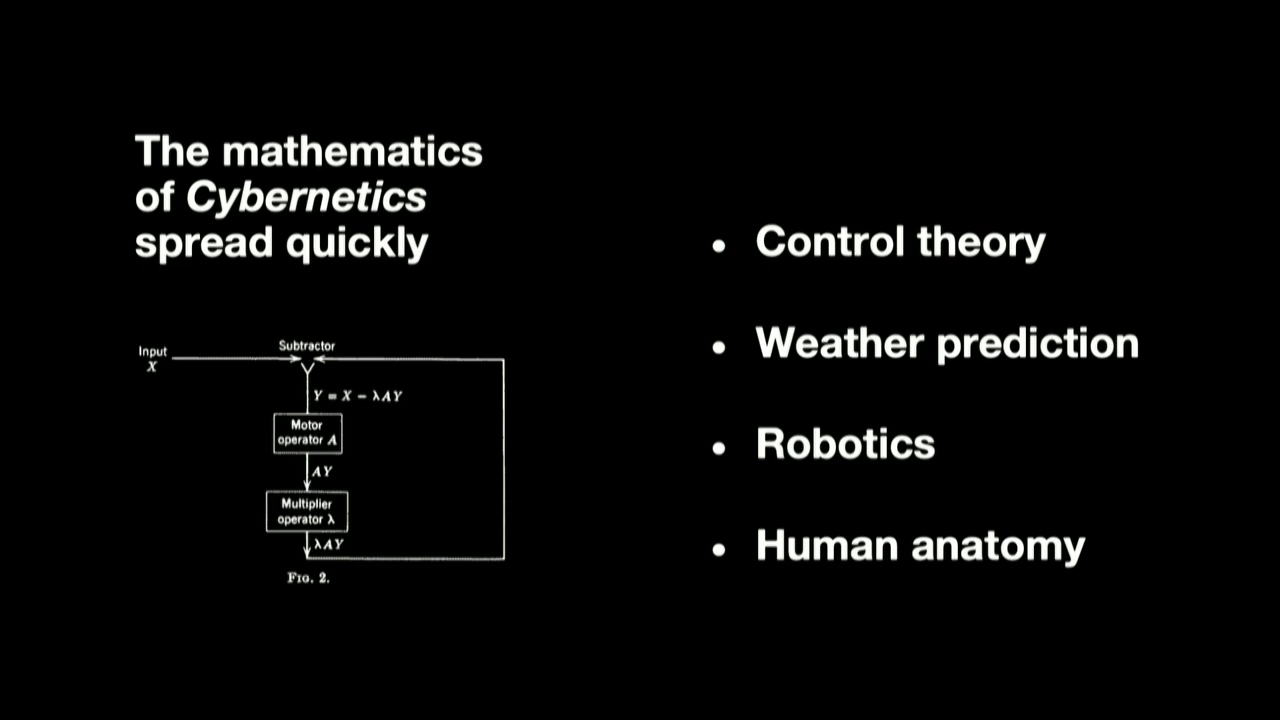 The mathematics
of Cybernetics
spread quickly
Input
X
Subtractor
Y = X − λAY
Motor
operator A
AY
Multiplier
operator λ
λAY
FIG. 2.
• Control theory
• Weather prediction
• Robotics
• Human anatomy